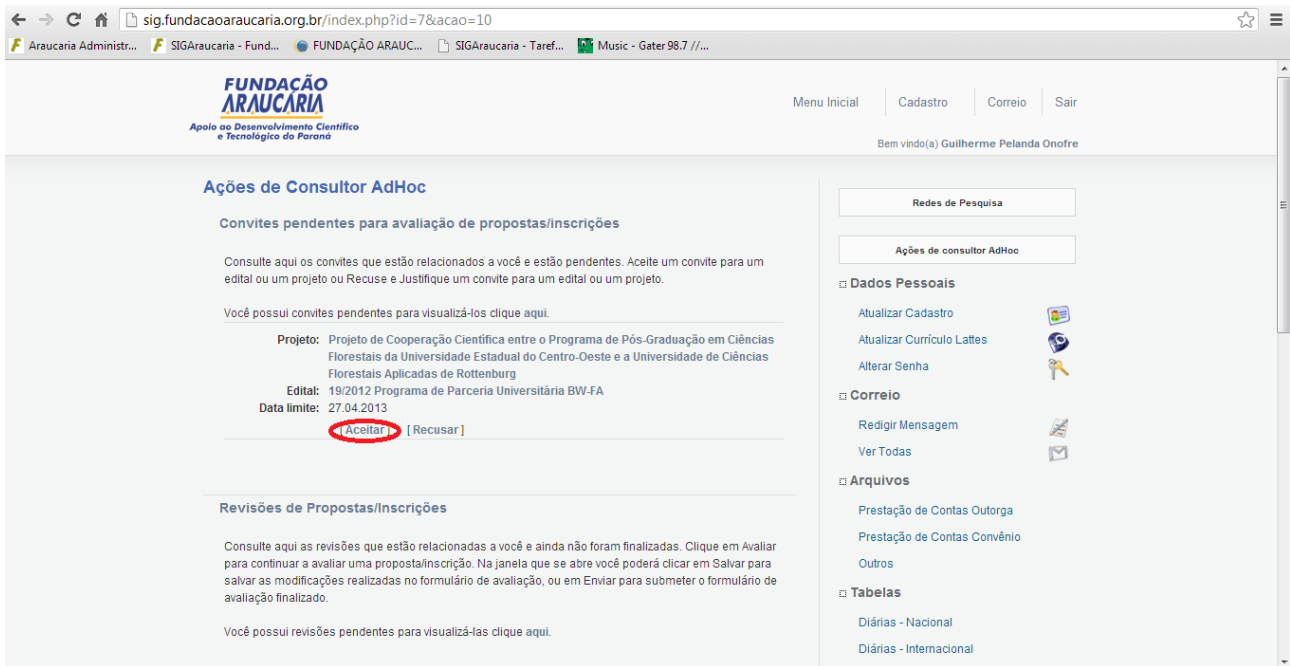 sig.fundacaoaraucaria.org.br/index.php?id=7&acao=10
Araucaria Administr... SIGAraucaria - Fund... FUNDAÇÃO ARAUC... SIGAraucaria - Taref... Music - Gater 98.7 //...
FUNDAÇÃO
ARAUCÁRIA
Apoio ao Desenvolvimento Científico
e Tecnológico do Paraná
Menu Inicial Cadastro Correio Sair
Bem vindo(a) Guilherme Pelanda Onofre
Ações de Consultor AdHoc
Convites pendentes para avaliação de propostas/inscrições
Consulte aqui os convites que estão relacionados a você e estão pendentes. Aceite um convite para um
edital ou um projeto ou Recuse e Justifique um convite para um edital ou um projeto.
Você possui convites pendentes para visualizá-los clique aqui.
Projeto: Projeto de Cooperação Científica entre o Programa de Pós-Graduação em Ciências
Florestais da Universidade Estadual do Centro-Oeste e a Universidade de Ciências
Florestais Aplicadas de Rottenburg
Edital: 19/2012 Programa de Parceria Universitária BW-FA
Data limite: 27.04.2013
[ Aceitar ] [ Recusar ]
Revisões de Propostas/Inscrições
Consulte aqui as revisões que estão relacionadas a você e ainda não foram finalizadas. Clique em Avaliar
para continuar a avaliar uma proposta/inscrição. Na janela que se abre você poderá clicar em Salvar para
salvar as modificações realizadas no formulário de avaliação, ou em Enviar para submeter o formulário de
avaliação finalizado.
Você possui revisões pendentes para visualizá-las clique aqui.
Redes de Pesquisa
Ações de consultor AdHoc
Dados Pessoais
Atualizar Cadastro
Atualizar Currículo Lattes
Alterar Senha
Correio
Redigir Mensagem
Ver Todas
Arquivos
Prestação de Contas Outorga
Prestação de Contas Convênio
Outros
Tabelas
Diárias - Nacional
Diárias - Internacional